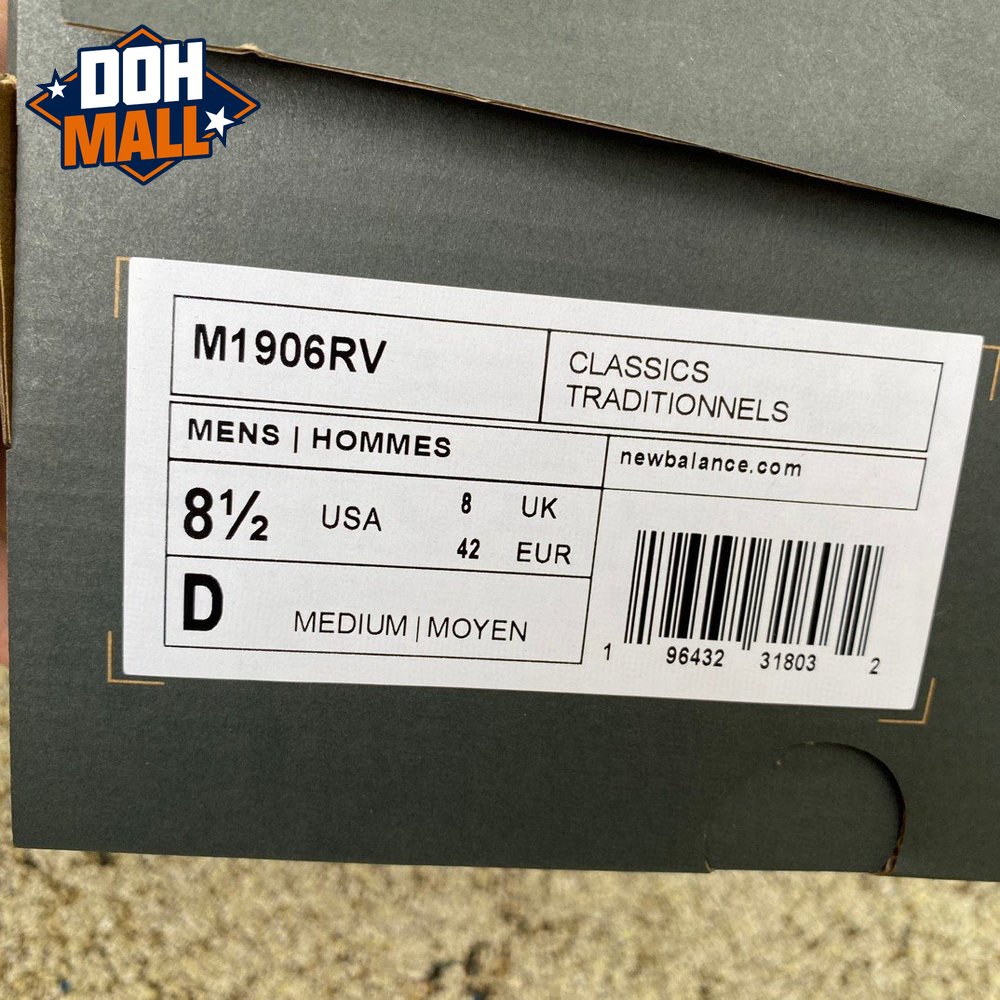 DOH
MALL
M1906RV
CLASSICS
TRADITIONNELS
MENS | HOMMES
newbalance.com
8½ USA
8 UK
42 EUR
D MEDIUM | MOYEN
1 96432 31803 2